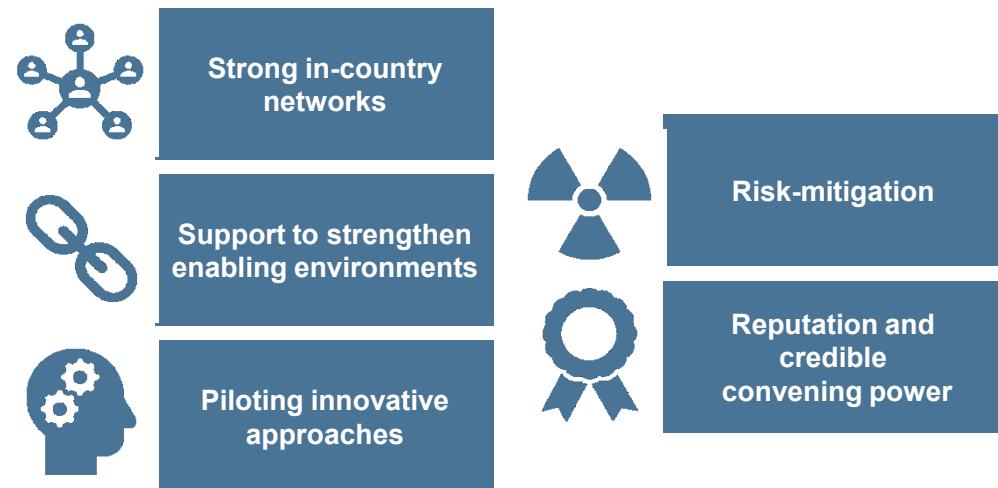 Strong in-country
networks
Support to strengthen
enabling environments
Piloting innovative
approaches
Risk-mitigation
Reputation and
credible
convening power